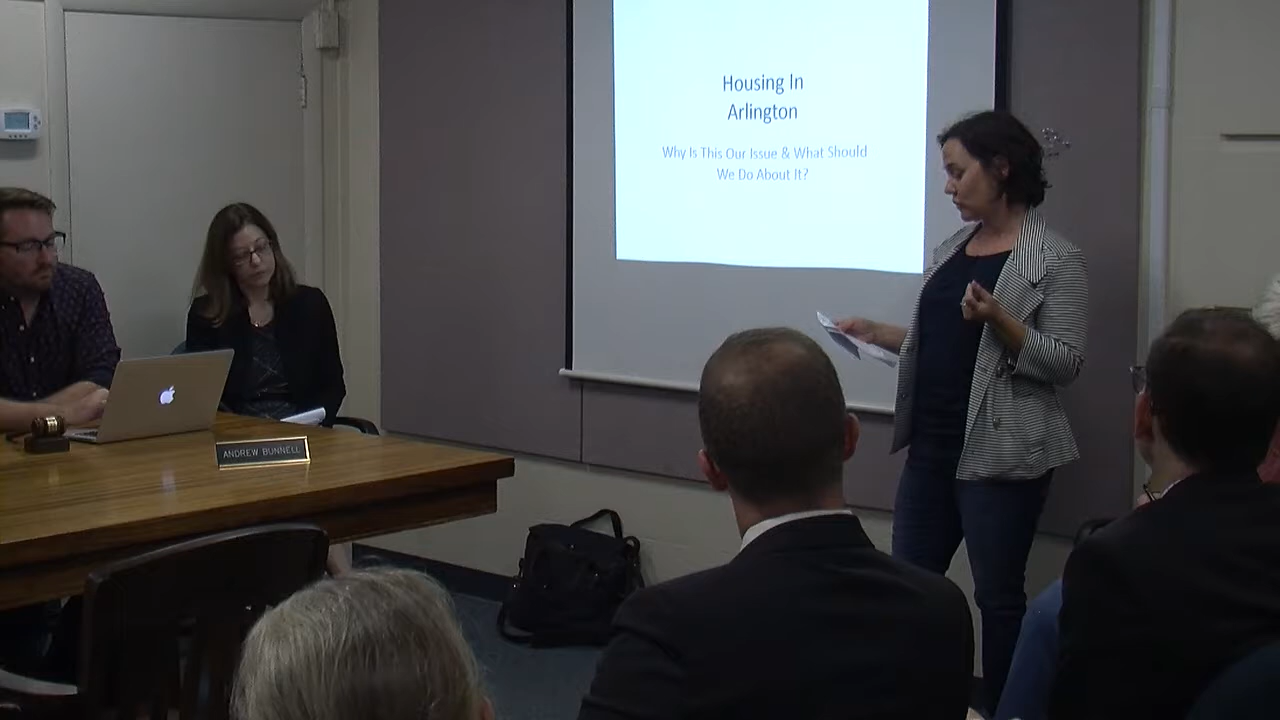 Housing In
Arlington
Why Is This Our Issue & What Should
We Do About It?
ANDREW BUNNELL